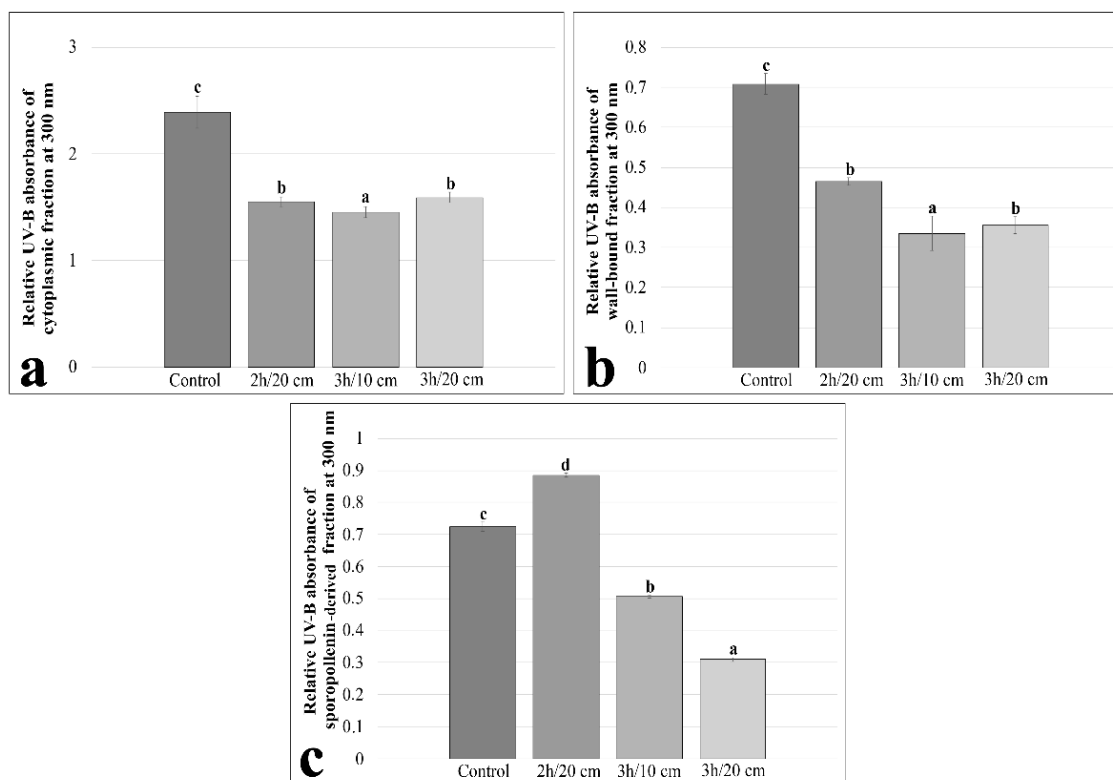 Relative UV-B absorbance of
cytoplasmic fraction at 300 nm
3
2
1
0
c
b
a
b
Control 2h/20 cm 3h/10 cm 3h/20 cm
a
Relative UV-B absorbance of
wall-bound fraction at 300 nm
0.8
0.7
0.6
0.5
0.4
0.3
0.2
0.1
0
c
b
a
b
Control 2h/20 cm 3h/10 cm 3h/20 cm
b
Relative UV-B absorbance of
sporopollenin-derived fraction at 300 nm
1
0.9
0.8
0.7
0.6
0.5
0.4
0.3
0.2
0.1
0
c
d
b
a
Control 2h/20 cm 3h/10 cm 3h/20 cm
c